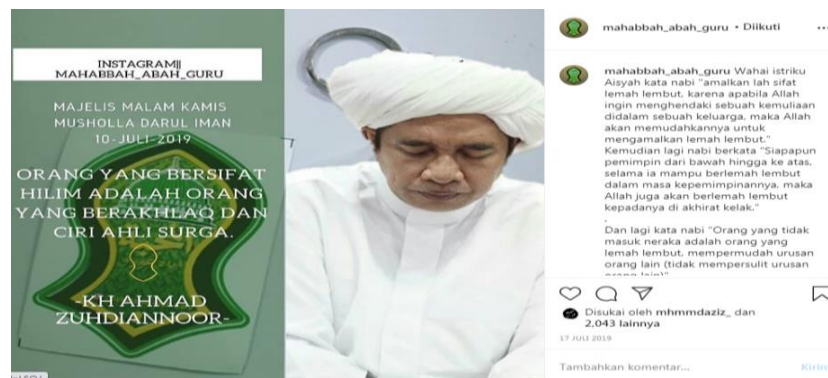 INSTAGRAM||
MAHABBAH_ABAH_GURU
MAJELIS MALAM KAMIS
MUSHOLLA DARUL IMAN
10-JULI-2019
ORANG YANG BERSIFAT
HILIM ADALAH ORANG
YANG BERAKHLAQ DAN
CIRI AHLI SURGA.
-KH AHMAD
ZUHDIANNOOR-
mahabbah_abah_guru • Diikuti
mahabbah_abah_guru Wahai istriku
Aisyah kata nabi "amalkan lah sifat
lemah lembut, karena apabila Allah
ingin menghendaki sebuah kemuliaan
didalam sebuah keluarga, maka Allah
akan memudahkannya untuk
mengamalkan lemah lembut."
Kemudian lagi nabi berkata "Siapapun
pemimpin dari bawah hingga ke atas,
selama ia mampu berlemah lembut
dalam masa kepemimpinannya, maka
Allah juga akan berlemah lembut
kepadanya di akhirat kelak."
.
Dan lagi kata nabi "Orang yang tidak
masuk neraka adalah orang yang
lemah lembut, mempermudah urusan
orang lain (tidak mempersulit urusan
orang lain)"
Disukai oleh mhmmdaziz_ dan
2,043 lainnya
17 JULI 2019
Tambahkan komentar...
Kirim